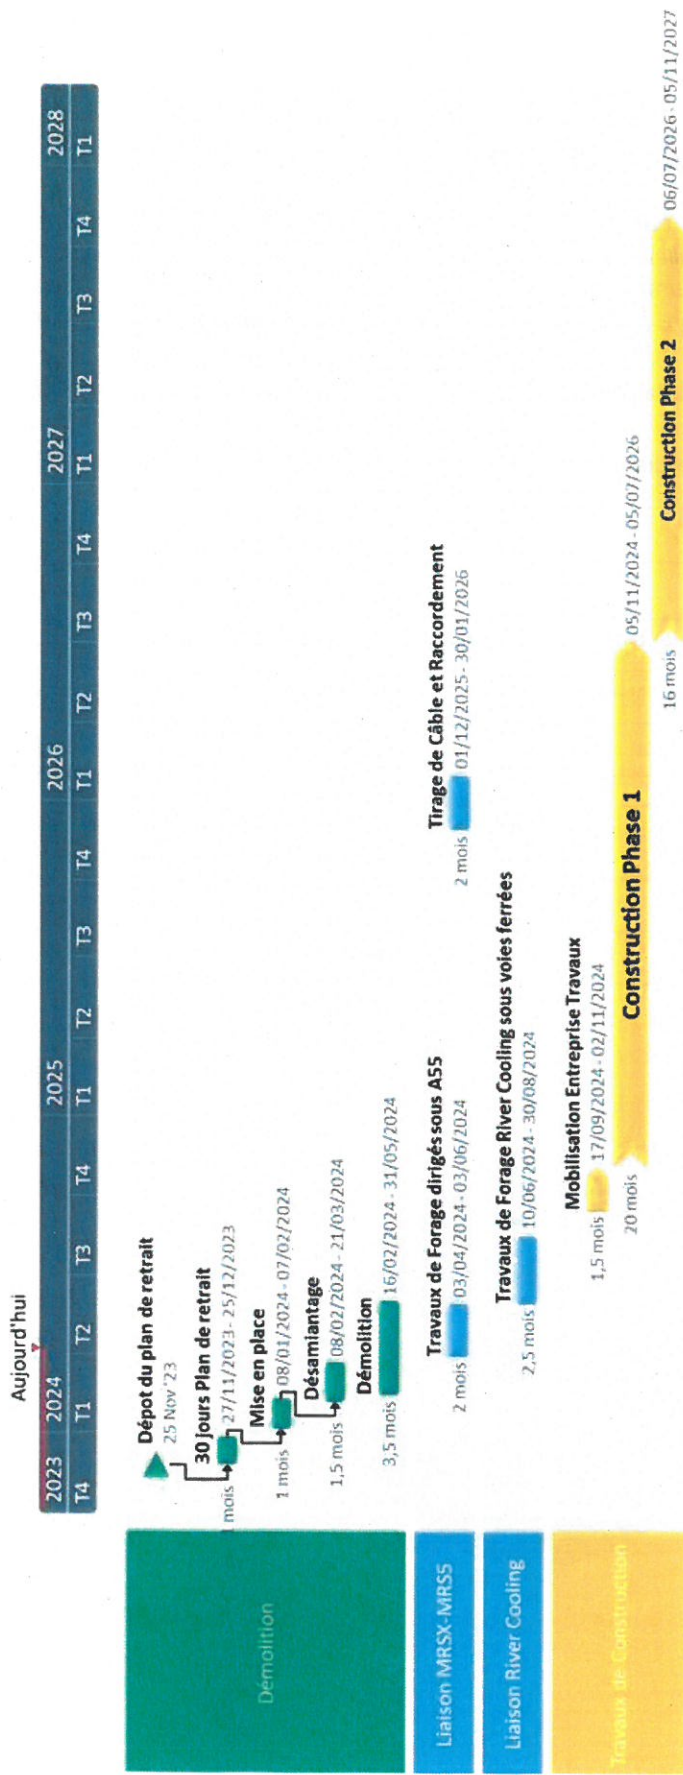 Aujourd'hui
2023 2024 2025 2026 2027 2028
T4 T1 T2 T3 T4 T1 T2 T3 T4 T1 T2 T3 T4 T1 T2 T3 T4 T1
Démolition
Dépot du plan de retrait
25 Nov '23
30 jours Plan de retrait
1 mois 27/11/2023 - 25/12/2023
Mise en place
1 mois 08/01/2024 - 07/02/2024
Désamiantage
1,5 mois 08/02/2024 - 21/03/2024
Démolition
3,5 mois 16/02/2024 - 31/05/2024
Liaison MRSX-MRS5
Travaux de Forage dirigés sous A55
2 mois 03/04/2024 - 03/06/2024
Tirage de Câble et Raccordement
2 mois 01/12/2025 - 30/01/2026
Liaison River Cooling
Travaux de Forage River Cooling sous voies ferrées
2,5 mois 10/06/2024 - 30/08/2024
Travaux de Construction
Mobilisation Entreprise Travaux
1,5 mois 17/09/2024 - 02/11/2024
20 mois Construction Phase 1 05/11/2024 - 05/07/2026
16 mois Construction Phase 2 06/07/2026 - 05/11/2027